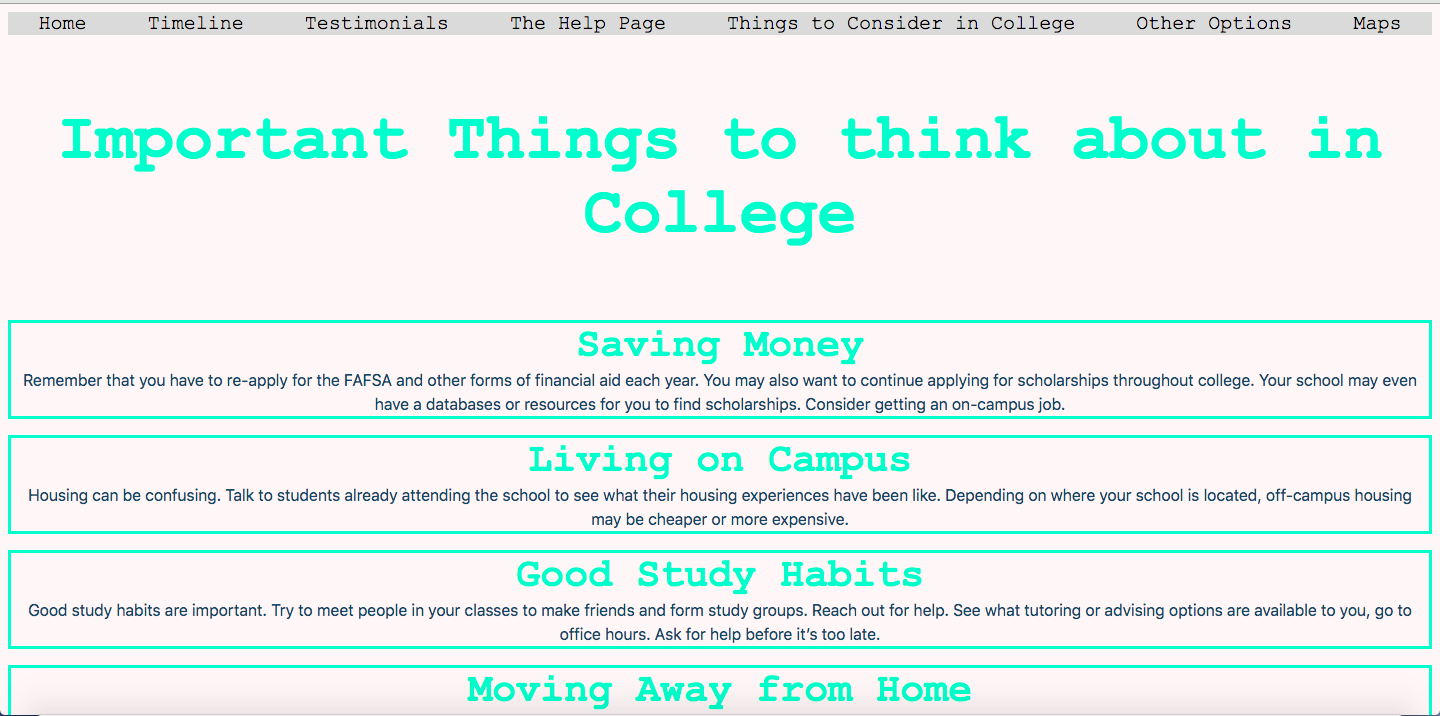 Home Timeline Testimonials The Help Page Things to Consider in College Other Options Maps
Important Things to think about in
College
Saving Money
Remember that you have to re-apply for the FAFSA and other forms of financial aid each year. You may also want to continue applying for scholarships throughout college. Your school may even
have a databases or resources for you to find scholarships. Consider getting an on-campus job.
Living on Campus
Housing can be confusing. Talk to students already attending the school to see what their housing experiences have been like. Depending on where your school is located, off-campus housing
may be cheaper or more expensive.
Good Study Habits
Good study habits are important. Try to meet people in your classes to make friends and form study groups. Reach out for help. See what tutoring or advising options are available to you, go to
office hours. Ask for help before it’s too late.
Moving Away from Home